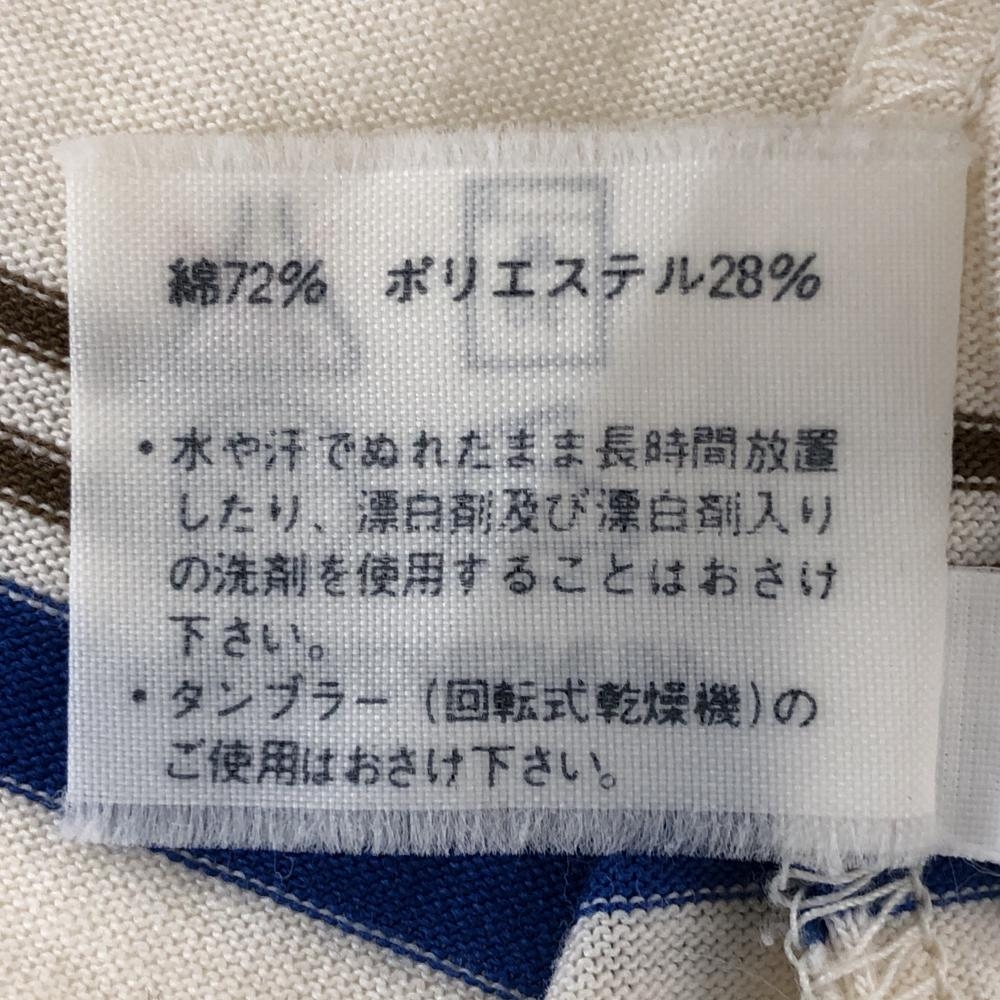 綿72% ポリエステル28%
・水や汗でぬれたまま長時間放置
したり、漂白剤及び漂白剤入り
の洗剤を使用することはおさけ
下さい。
・タンブラー(回転式乾燥機)の
ご使用はおさけ下さい。